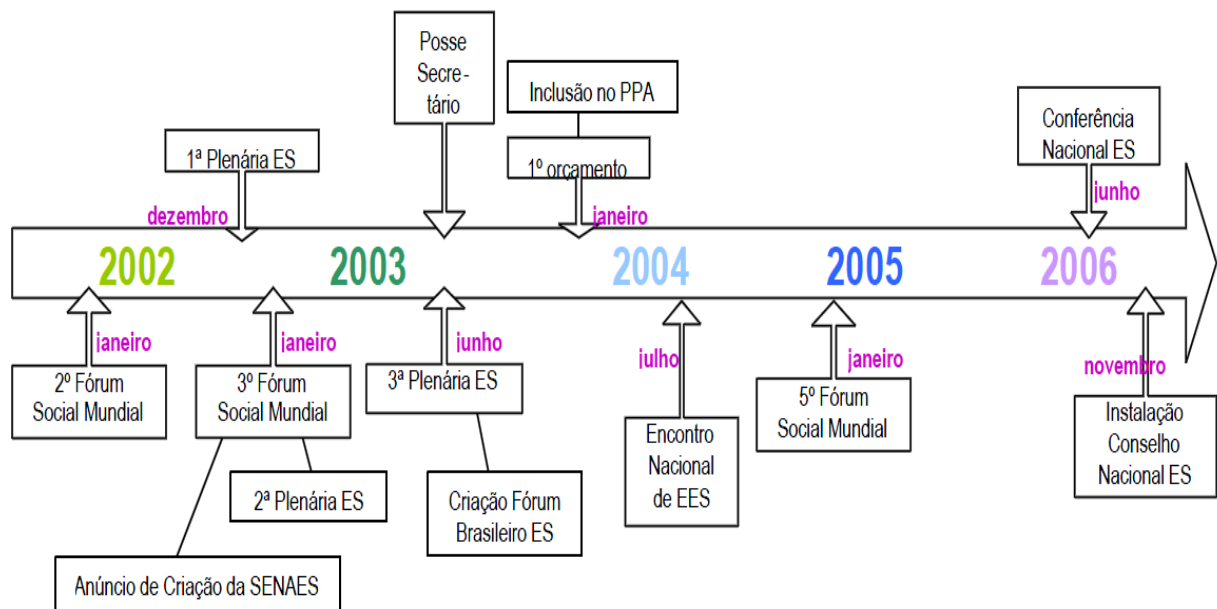 Posse
Secre-
tário
Inclusão no PPA
1º orçamento
1ª Plenária ES
Conferência
Nacional ES
dezembro
janeiro
junho
2002
2003
2004
2005
2006
janeiro
janeiro
junho
julho
janeiro
novembro
2º Fórum
Social Mundial
3º Fórum
Social Mundial
3ª Plenária ES
5º Fórum
Social Mundial
Instalação
Conselho
Nacional ES
Encontro
Nacional
de EES
2ª Plenária ES
Criação Fórum
Brasileiro ES
Anúncio de Criação da SENAES